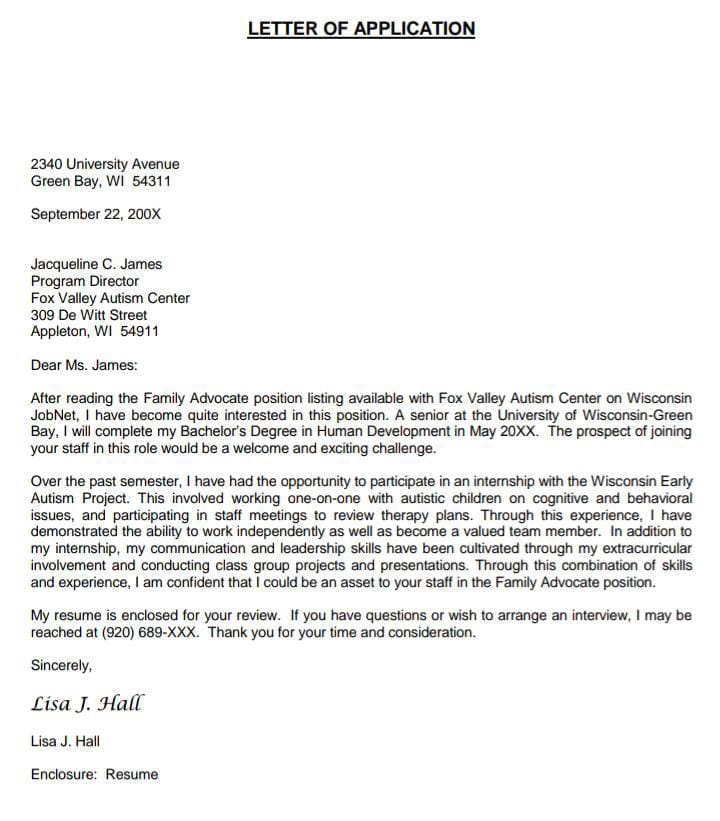 LETTER OF APPLICATION
2340 University Avenue
Green Bay, WI  54311
September 22, 200X
Jacqueline C. James
Program Director
Fox Valley Autism Center
309 De Witt Street
Appleton, WI  54911
Dear Ms. James:
After reading the Family Advocate position listing available with Fox Valley Autism Center on Wisconsin
JobNet, I have become quite interested in this position. A senior at the University of Wisconsin-Green
Bay, I will complete my Bachelor's Degree in Human Development in May 20XX.  The prospect of joining
your staff in this role would be a welcome and exciting challenge.
Over the past semester, I have had the opportunity to participate in an internship with the Wisconsin Early
Autism Project. This involved working one-on-one with autistic children on cognitive and behavioral
issues, and participating in staff meetings to review therapy plans. Through this experience, I have
demonstrated the ability to work independently as well as become a valued team member.  In addition to
my internship, my communication and leadership skills have been cultivated through my extracurricular
involvement and conducting class group projects and presentations. Through this combination of skills
and experience, I am confident that I could be an asset to your staff in the Family Advocate position.
My resume is enclosed for your review.  If you have questions or wish to arrange an interview, I may be
reached at (920) 689-XXX.  Thank you for your time and consideration.
Sincerely,
Lisa J. Hall
Lisa J. Hall
Enclosure:  Resume